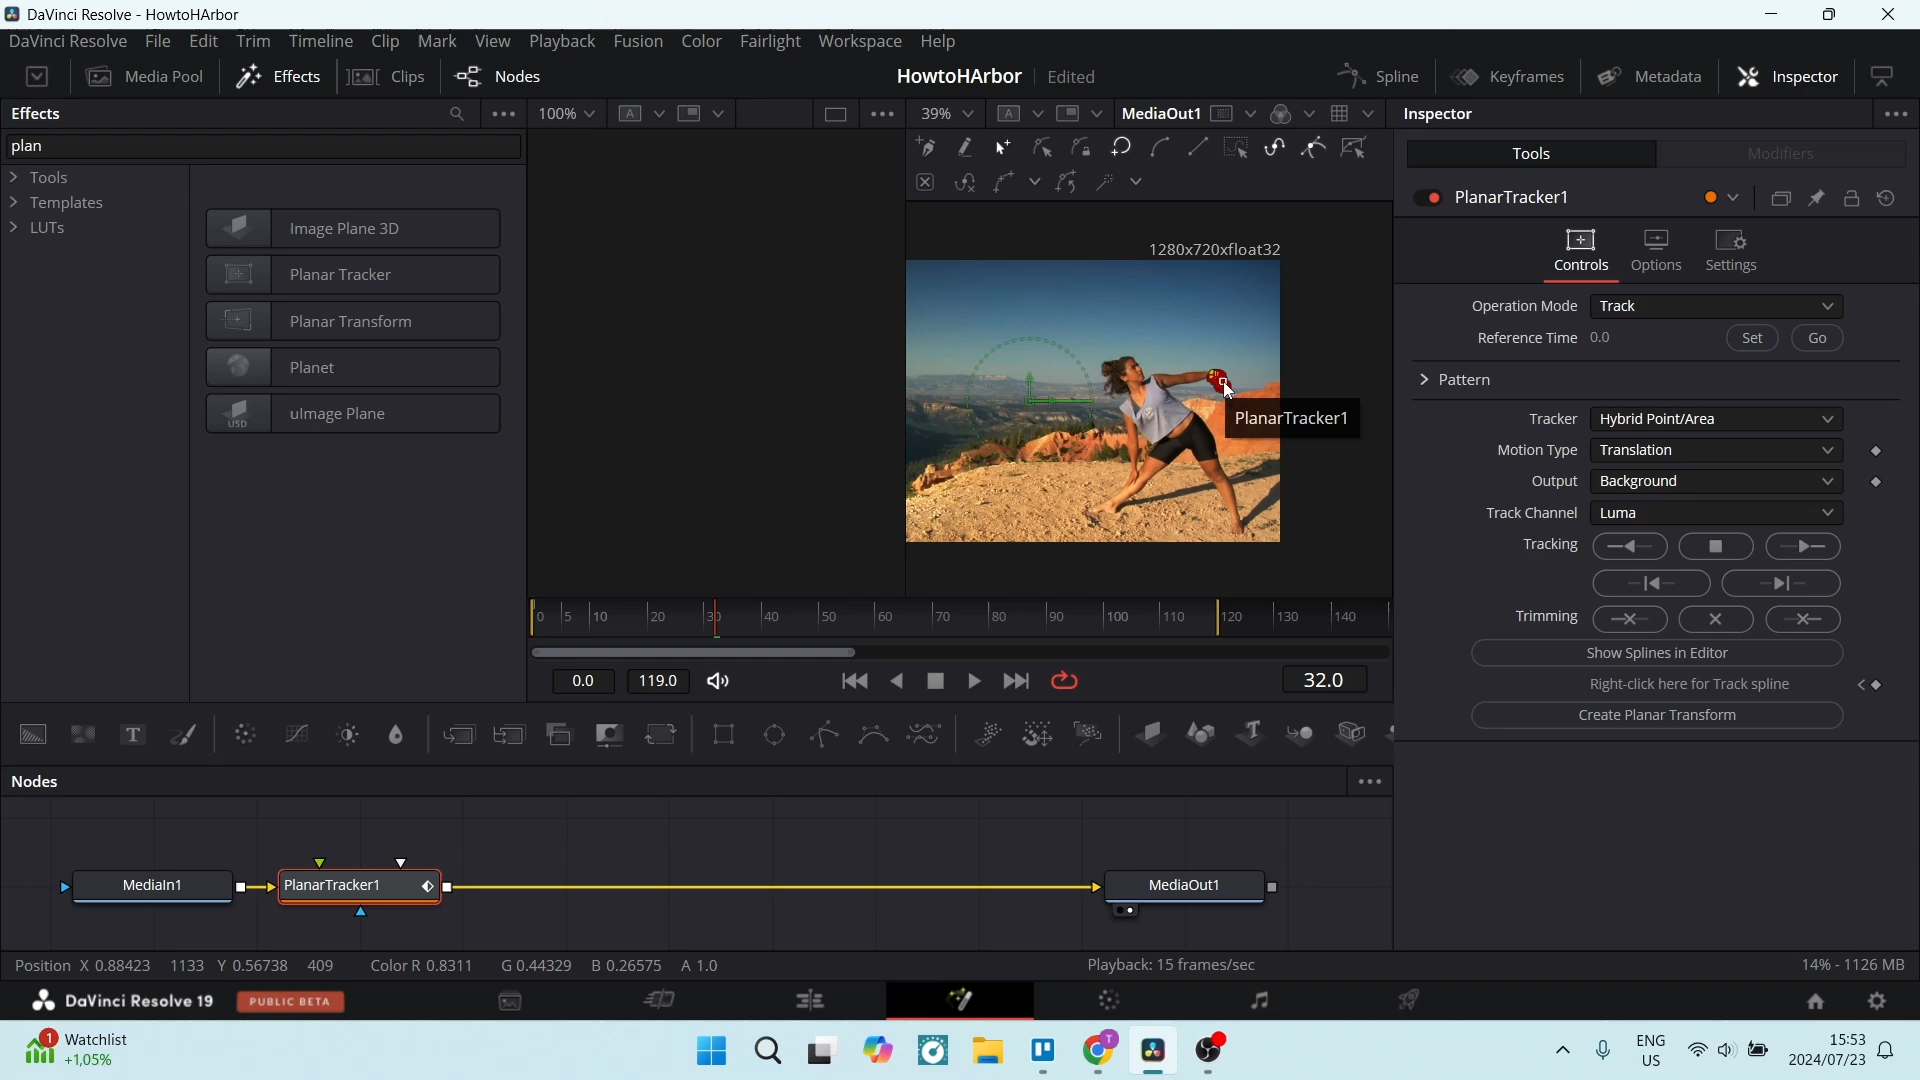 DaVinci Resolve - HowtoHArbor
DaVinci Resolve File Edit Trim Timeline Clip Mark View Playback Fusion Color Fairlight Workspace Help
Media Pool Effects Clips Nodes HowtoHArbor Edited Spline Keyframes Metadata Inspector
Effects 100% A 39% A MediaOut1 Inspector
plan
Tools Modifiers
Tools
Templates
LUTs
PlanarTracker1
Image Plane 3D
Planar Tracker
Planar Transform
Planet
uImage Plane
USD
1280x720xfloat32
PlanarTracker1
Controls Options Settings
Operation Mode Track
Reference Time 0.0 Set Go
Pattern
Tracker Hybrid Point/Area
Motion Type Translation
Output Background
Track Channel Luma
Tracking
Trimming
Show Splines in Editor
Right-click here for Track spline
Create Planar Transform
0 5 10 20 30 40 50 60 70 80 90 100 110 120 130 140
0.0 119.0 32.0
T T
Nodes
MediaIn1 PlanarTracker1 MediaOut1
Position X 0.88423 1133 Y 0.56738 409 Color R 0.8311 G 0.44329 B 0.26575 A 1.0 Playback: 15 frames/sec 14% - 1126 MB
DaVinci Resolve 19 PUBLIC BETA
1 Watchlist
+1,05%
T
ENG
US
15:53
2024/07/23